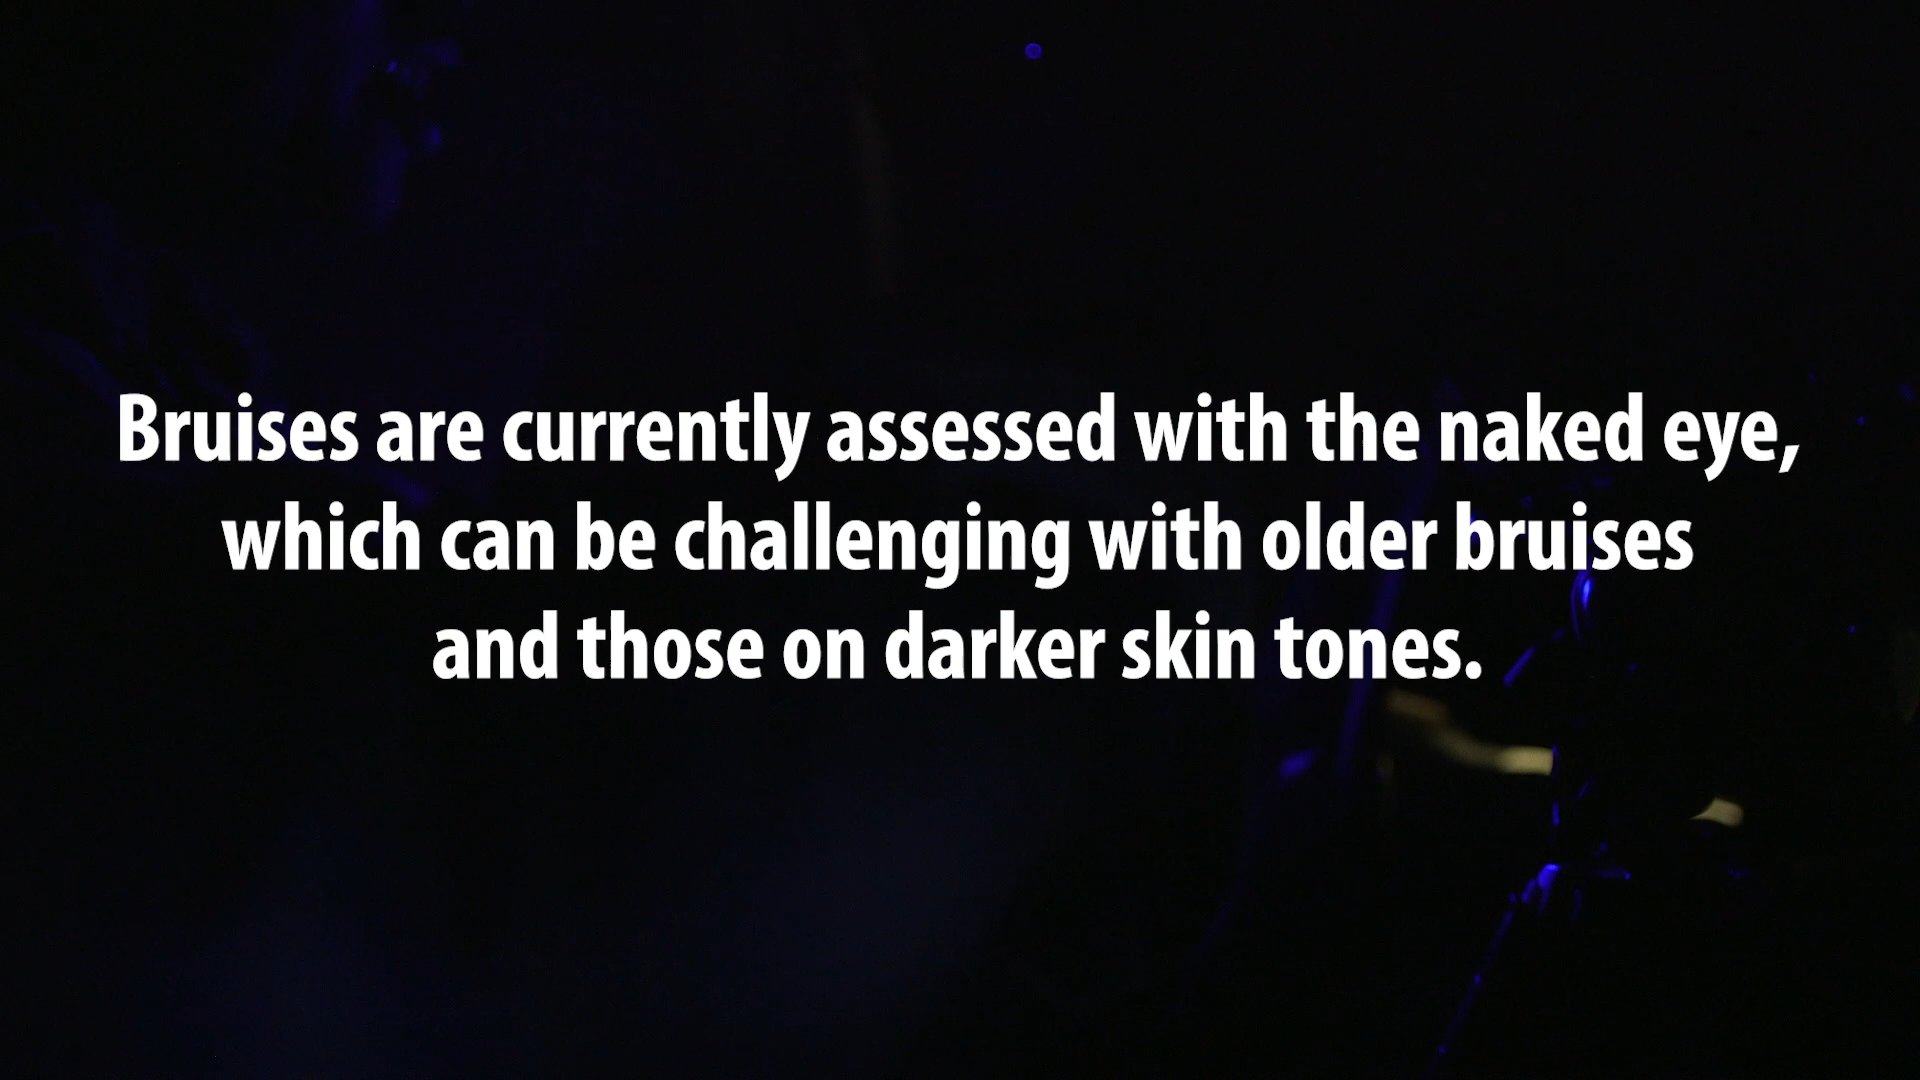 Bruises are currently assessed with the naked eye,
which can be challenging with older bruises
and those on darker skin tones.